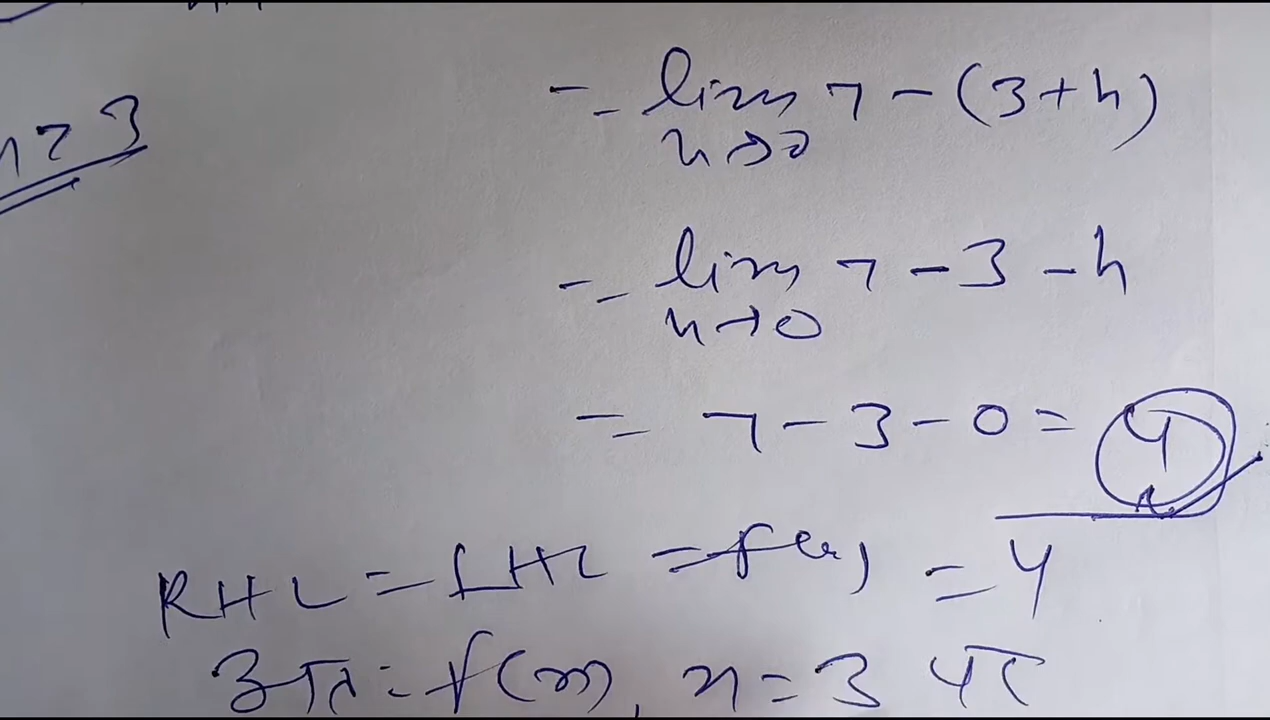 x > 3
= lim 7 - (3+h)
h→0
= lim 7 - 3 - h
h→0
= 7 - 3 - 0 = 4
RHL = LHL = f(x) = 4
अतः f(x), x = 3 पर